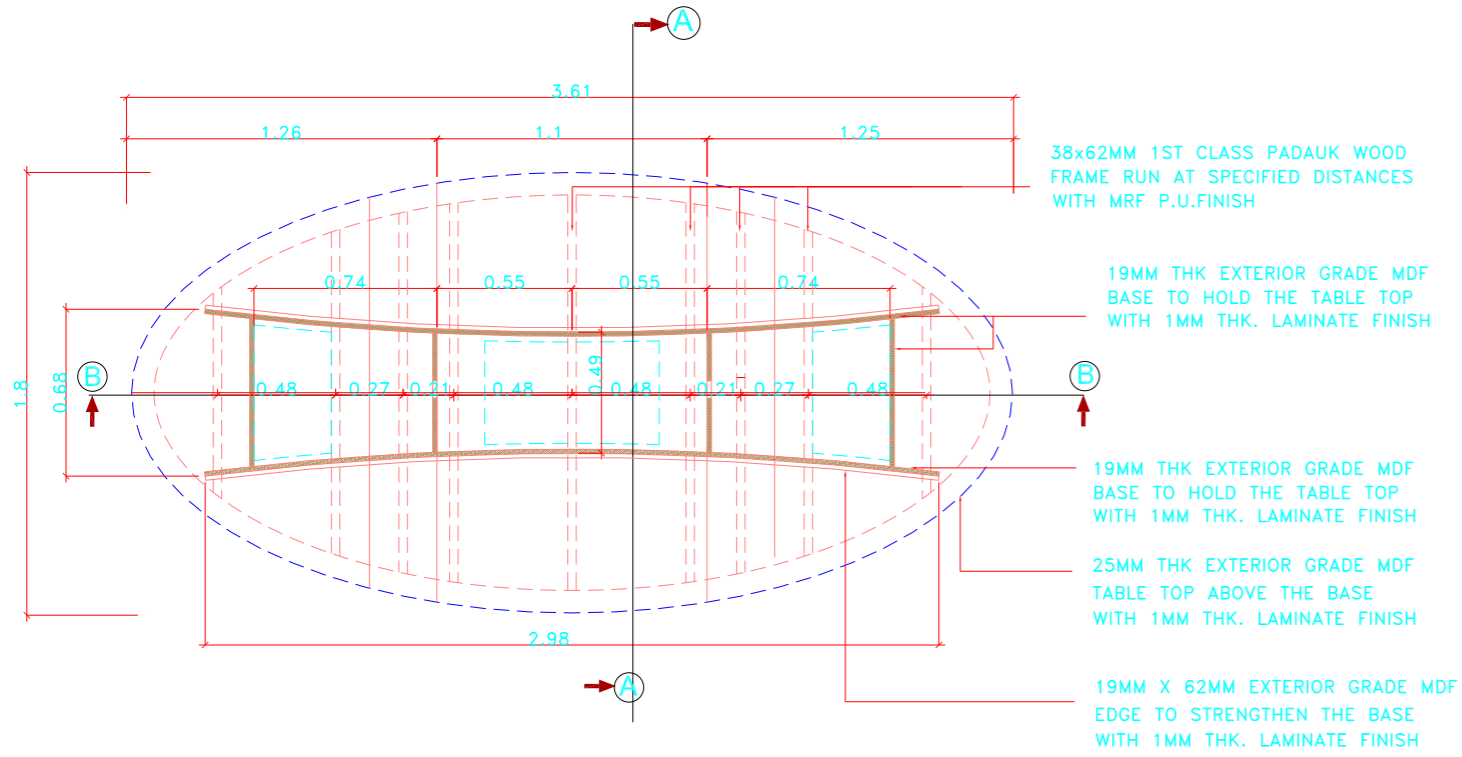 A
3.61
1.26 1.1 1.25
38x62MM 1ST CLASS PADAUK WOOD
FRAME RUN AT SPECIFIED DISTANCES
WITH MRF P.U.FINISH
19MM THK EXTERIOR GRADE MDF
BASE TO HOLD THE TABLE TOP
WITH 1MM THK. LAMINATE FINISH
0.74 0.55 0.55 0.74
1.8
0.68
0.49
B
0.48 0.27 0.21 0.48 0.48 0.21 0.27 0.48
B
19MM THK EXTERIOR GRADE MDF
BASE TO HOLD THE TABLE TOP
WITH 1MM THK. LAMINATE FINISH
25MM THK EXTERIOR GRADE MDF
TABLE TOP ABOVE THE BASE
WITH 1MM THK. LAMINATE FINISH
2.98
A
19MM X 62MM EXTERIOR GRADE MDF
EDGE TO STRENGTHEN THE BASE
WITH 1MM THK. LAMINATE FINISH